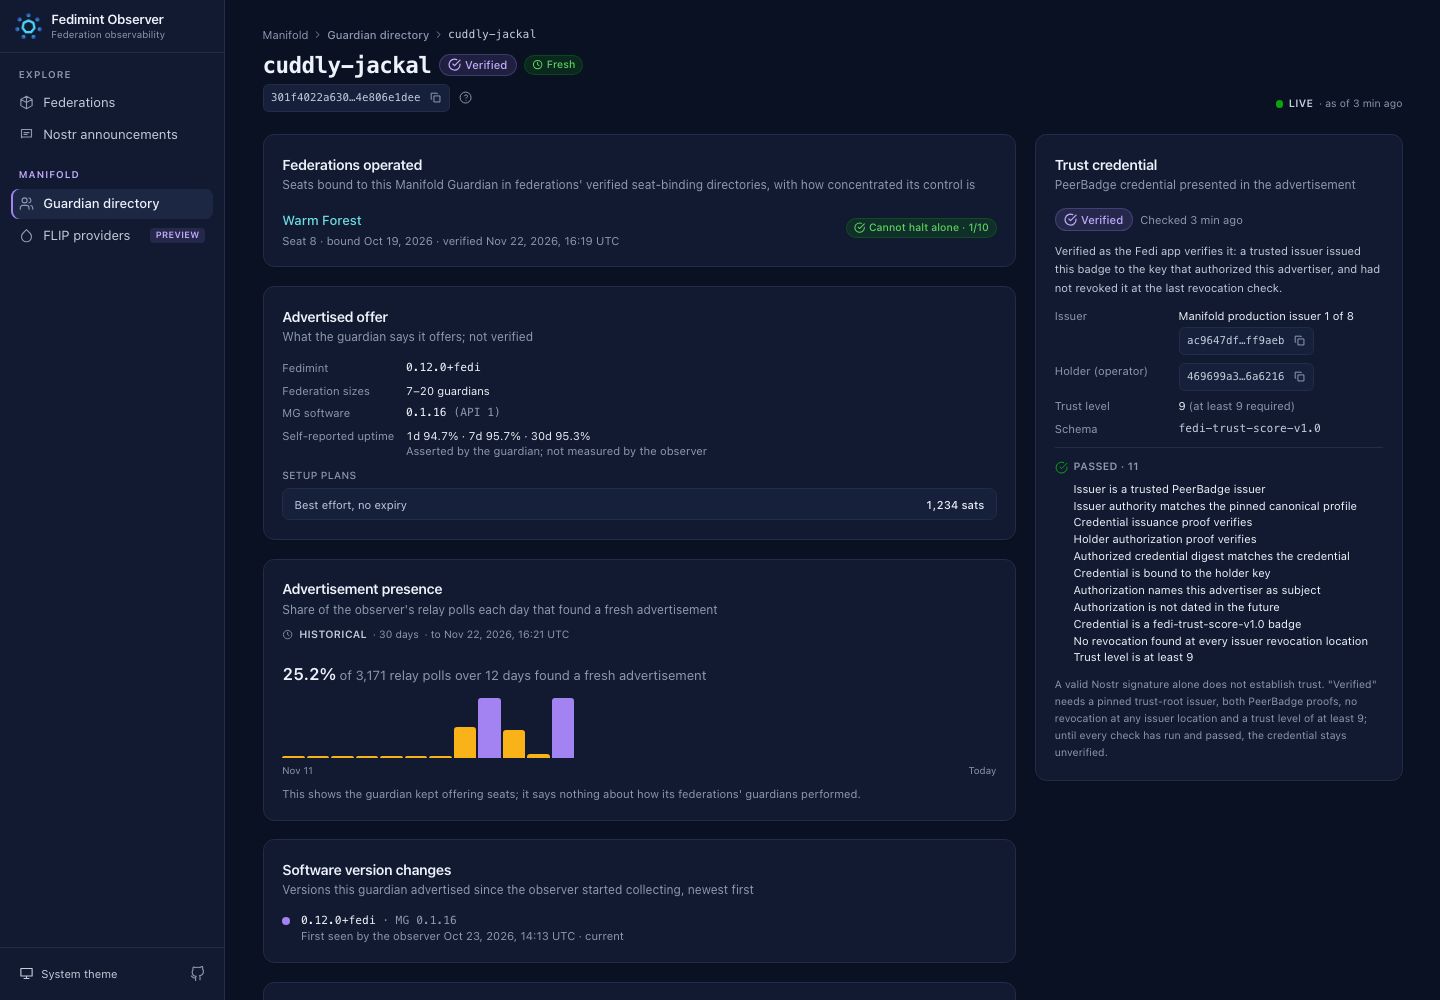 Fedimint Observer
Federation observability
EXPLORE
Federations
Nostr announcements
MANIFOLD
Guardian directory
FLIP providers PREVIEW
System theme
Manifold > Guardian directory > cuddly-jackal
cuddly-jackal Verified Fresh
301f4022a630…4e806e1dee
LIVE · as of 3 min ago
Federations operated
Seats bound to this Manifold Guardian in federations' verified seat-binding directories, with how concentrated its control is
Warm Forest
Seat 8 · bound Oct 19, 2026 · verified Nov 22, 2026, 16:19 UTC
Cannot halt alone · 1/10
Advertised offer
What the guardian says it offers; not verified
Fedimint 0.12.0+fedi
Federation sizes 7–20 guardians
MG software 0.1.16 (API 1)
Self-reported uptime 1d 94.7% · 7d 95.7% · 30d 95.3%
Asserted by the guardian; not measured by the observer
SETUP PLANS
Best effort, no expiry 1,234 sats
Advertisement presence
Share of the observer's relay polls each day that found a fresh advertisement
HISTORICAL · 30 days · to Nov 22, 2026, 16:21 UTC
25.2% of 3,171 relay polls over 12 days found a fresh advertisement
Nov 11 Today
This shows the guardian kept offering seats; it says nothing about how its federations' guardians performed.
Software version changes
Versions this guardian advertised since the observer started collecting, newest first
0.12.0+fedi · MG 0.1.16
First seen by the observer Oct 23, 2026, 14:13 UTC · current
Trust credential
PeerBadge credential presented in the advertisement
Verified Checked 3 min ago
Verified as the Fedi app verifies it: a trusted issuer issued
this badge to the key that authorized this advertiser, and had
not revoked it at the last revocation check.
Issuer Manifold production issuer 1 of 8
ac9647df…ff9aeb
Holder (operator) 469699a3…6a6216
Trust level 9 (at least 9 required)
Schema fedi-trust-score-v1.0
PASSED · 11
Issuer is a trusted PeerBadge issuer
Issuer authority matches the pinned canonical profile
Credential issuance proof verifies
Holder authorization proof verifies
Authorized credential digest matches the credential
Credential is bound to the holder key
Authorization names this advertiser as subject
Authorization is not dated in the future
Credential is a fedi-trust-score-v1.0 badge
No revocation found at every issuer revocation location
Trust level is at least 9
A valid Nostr signature alone does not establish trust. "Verified"
needs a pinned trust-root issuer, both PeerBadge proofs, no
revocation at any issuer location and a trust level of at least 9;
until every check has run and passed, the credential stays
unverified.